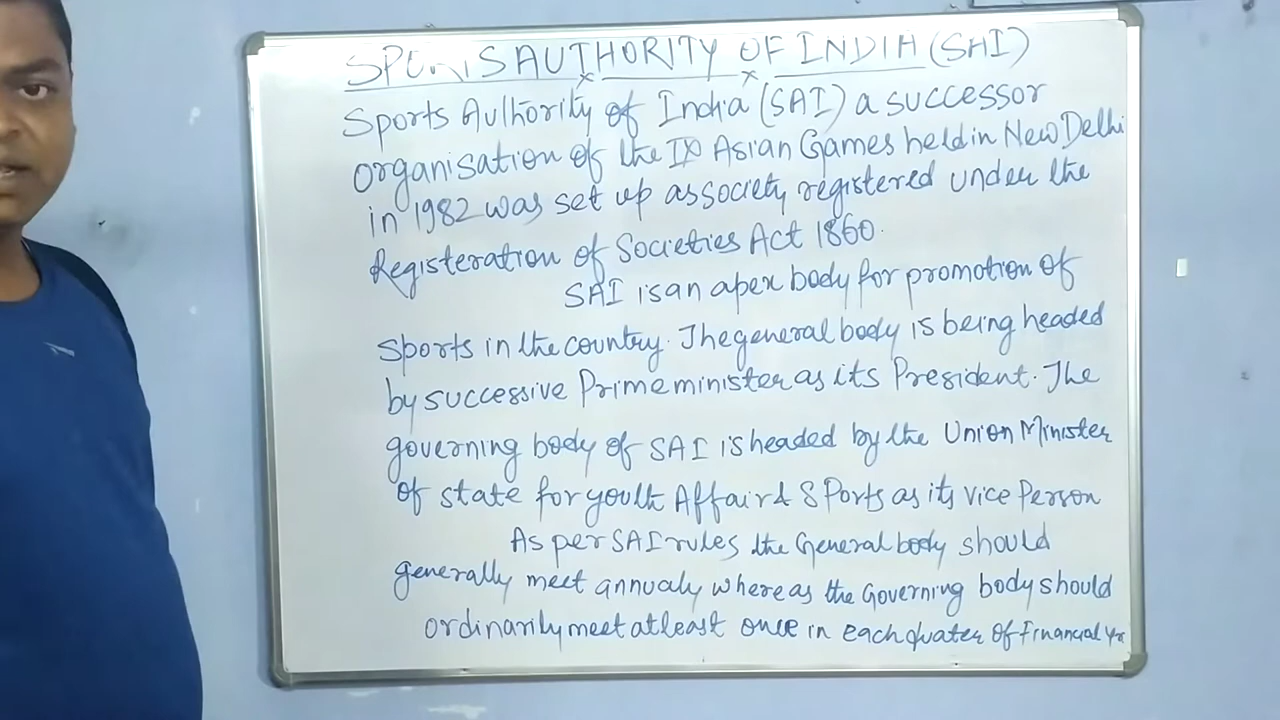 SPORTS AUTHORITY OF INDIA (SAI)
Sports Authority of India (SAI) a successor
organisation of the IX Asian Games held in New Delhi
in 1982 was set up as society registered under the
Registeration of Societies Act 1860.
SAI is an apex body for promotion of
sports in the country. The general body is being headed
by successive Prime minister as its President. The
governing body of SAI is headed by the Union Minister
of state for youth Affair & Sports as its vice Person
As per SAI rules the General body should
generally meet annualy whereas the Governing body should
ordinarily meet atleast once in each quater of Financial yr